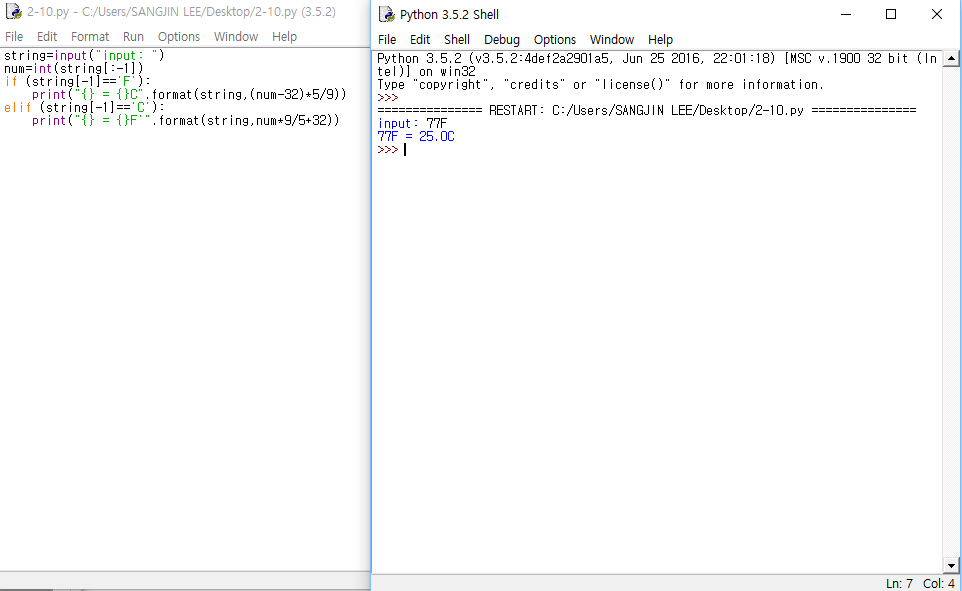 2-10.py - C:/Users/SANGJIN LEE/Desktop/2-10.py (3.5.2)
File Edit Format Run Options Window Help
string=input("input: ")
num=int(string[:-1])
if (string[-1]=='F'):
    print("{} = {}C".format(string,(num-32)*5/9))
elif (string[-1]=='C'):
    print("{} = {}F'".format(string,num*9/5+32))
Python 3.5.2 Shell
File Edit Shell Debug Options Window Help
Python 3.5.2 (v3.5.2:4def2a2901a5, Jun 25 2016, 22:01:18) [MSC v.1900 32 bit (In
tel)] on win32
Type "copyright", "credits" or "license()" for more information.
>>>
=============== RESTART: C:/Users/SANGJIN LEE/Desktop/2-10.py ===============
input: 77F
77F = 25.0C
>>>
Ln: 7 Col: 4